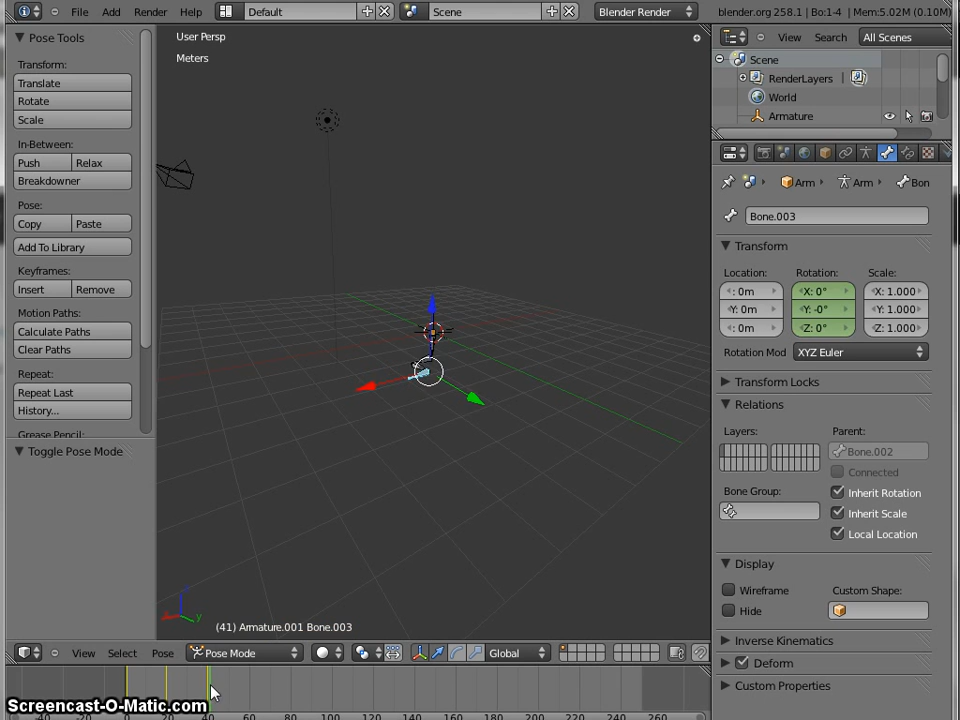 File Add Render Help Default Scene Blender Render blender.org 258.1 | Bo:1-4 | Mem:5.02M (0.10M)
Pose Tools
Transform:
Translate
Rotate
Scale
In-Between:
Push Relax
Breakdowner
Pose:
Copy Paste
Add To Library
Keyframes:
Insert Remove
Motion Paths:
Calculate Paths
Clear Paths
Repeat:
Repeat Last
History...
Grease Pencil:
Toggle Pose Mode
User Persp
Meters
y
(41) Armature.001 Bone.003
View Select Pose Pose Mode Global
View Search All Scenes
Scene
RenderLayers |
World
Armature
Arm Arm Bon
Bone.003
Transform
Location: Rotation: Scale:
: 0m X: 0° X: 1.000
Y: 0m Y: -0° Y: 1.000
: 0m Z: 0° Z: 1.000
Rotation Mod XYZ Euler
Transform Locks
Relations
Layers: Parent:
Bone.002
Connected
Bone Group: Inherit Rotation
Inherit Scale
Local Location
Display
Wireframe Custom Shape:
Hide
Inverse Kinematics
Deform
Custom Properties
Screencast-O-Matic.com
-40 -20 0 20 40 60 80 100 120 140 160 180 200 220 240 260